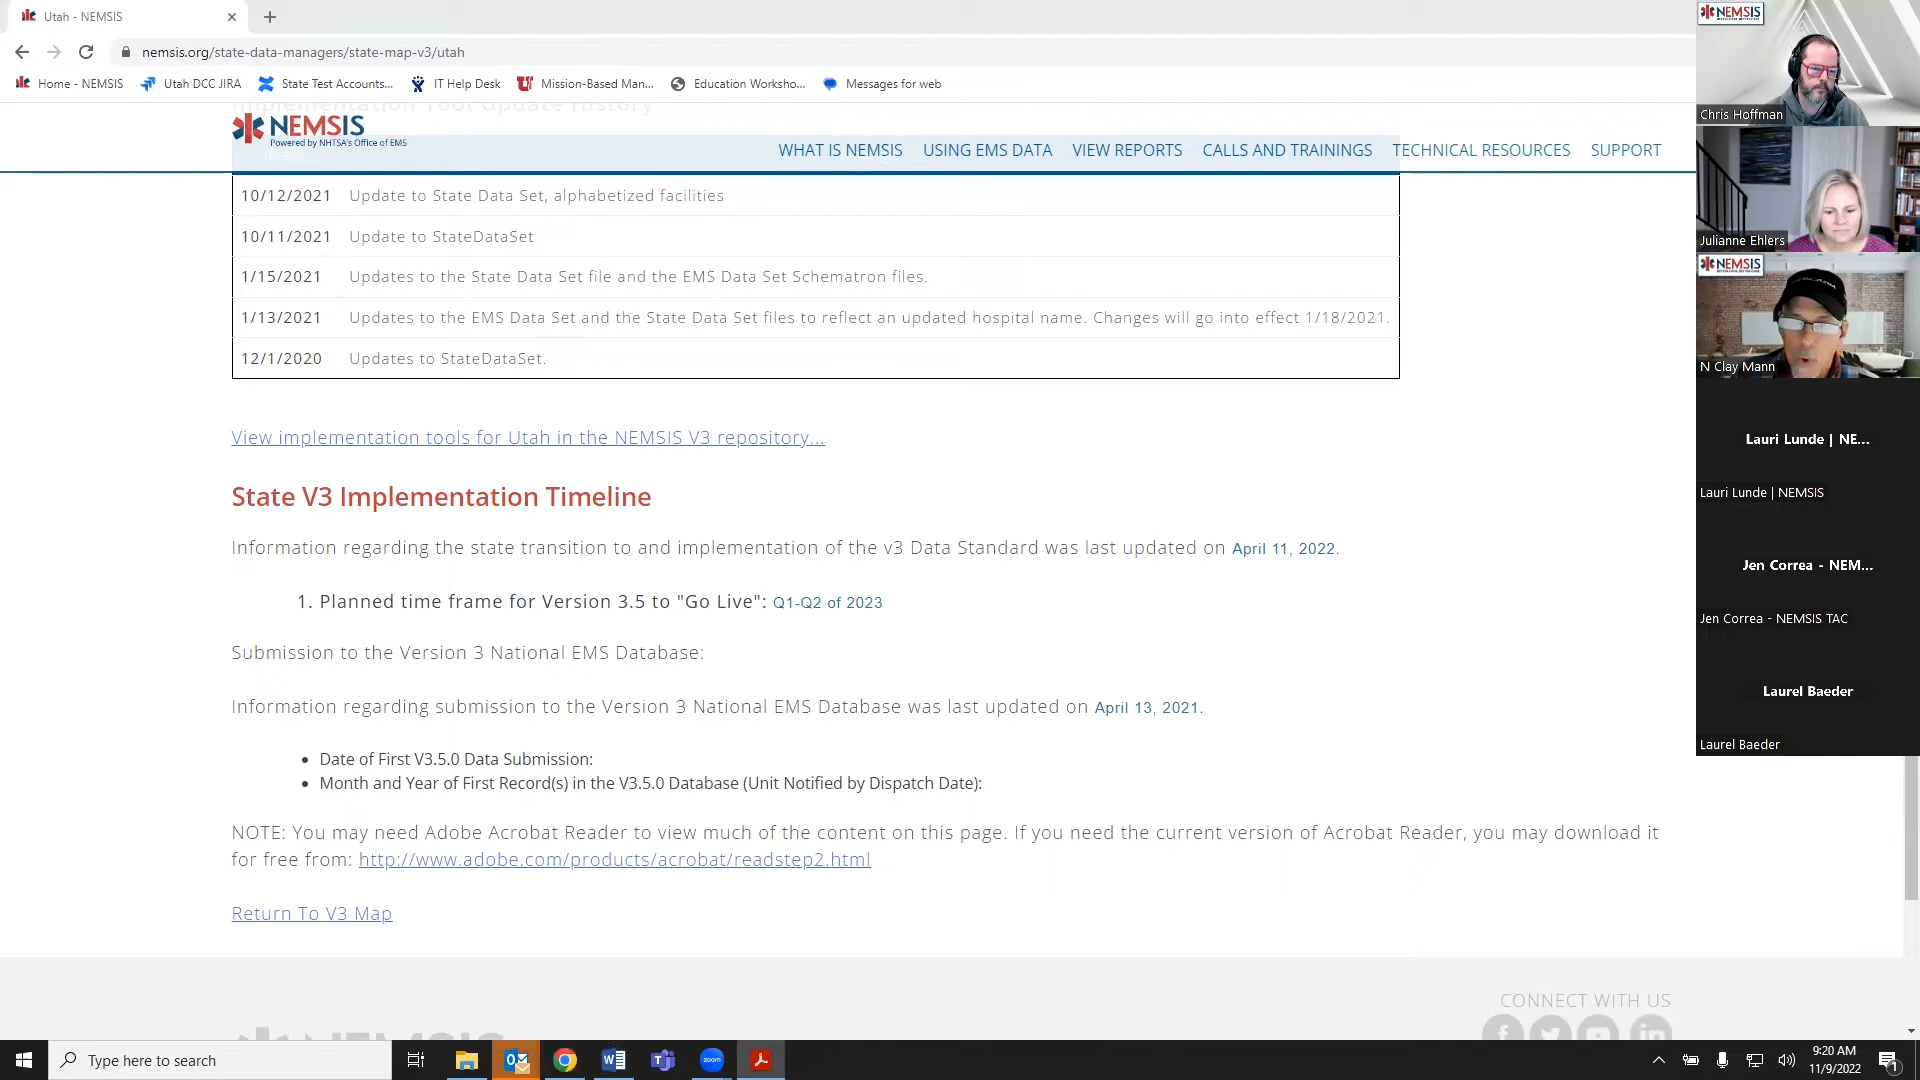 Utah - NEMSIS
nemsis.org/state-data-managers/state-map-v3/utah
Home - NEMSIS
Utah DCC JIRA
State Test Accounts...
IT Help Desk
Mission-Based Man...
Education Worksho...
Messages for web
Implementation Tool Update History
NEMSIS
Powered by NHTSA's Office of EMS
Date
WHAT IS NEMSIS
USING EMS DATA
VIEW REPORTS
CALLS AND TRAININGS
TECHNICAL RESOURCES
SUPPORT
10/12/2021 Update to State Data Set, alphabetized facilities
10/11/2021 Update to StateDataSet
1/15/2021 Updates to the State Data Set file and the EMS Data Set Schematron files.
1/13/2021 Updates to the EMS Data Set and the State Data Set files to reflect an updated hospital name. Changes will go into effect 1/18/2021.
12/1/2020 Updates to StateDataSet.
View implementation tools for Utah in the NEMSIS V3 repository...
State V3 Implementation Timeline
Information regarding the state transition to and implementation of the v3 Data Standard was last updated on April 11, 2022.
1. Planned time frame for Version 3.5 to "Go Live": Q1-Q2 of 2023
Submission to the Version 3 National EMS Database:
Information regarding submission to the Version 3 National EMS Database was last updated on April 13, 2021.
• Date of First V3.5.0 Data Submission:
• Month and Year of First Record(s) in the V3.5.0 Database (Unit Notified by Dispatch Date):
NOTE: You may need Adobe Acrobat Reader to view much of the content on this page. If you need the current version of Acrobat Reader, you may download it
for free from: http://www.adobe.com/products/acrobat/readstep2.html
Return To V3 Map
NEMSIS
CONNECT WITH US
NEMSIS
Chris Hoffman
Julianne Ehlers
NEMSIS
N Clay Mann
Lauri Lunde | NE...
Lauri Lunde | NEMSIS
Jen Correa - NEM...
Jen Correa - NEMSIS TAC
Laurel Baeder
Laurel Baeder
Type here to search
zoom
9:20 AM
11/9/2022
1